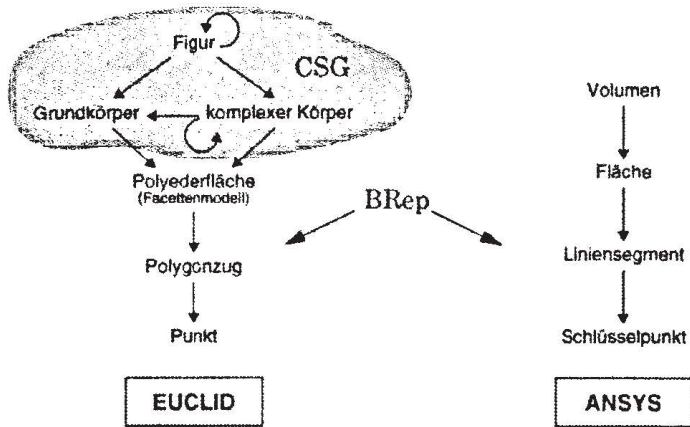 Figur
CSG
Grundkörper
komplexer Körper
Polyederfläche
(Facettenmodell)
Polygonzug
Punkt
EUCLID
BRep
Volumen
Fläche
Liniensegment
Schlüsselpunkt
ANSYS